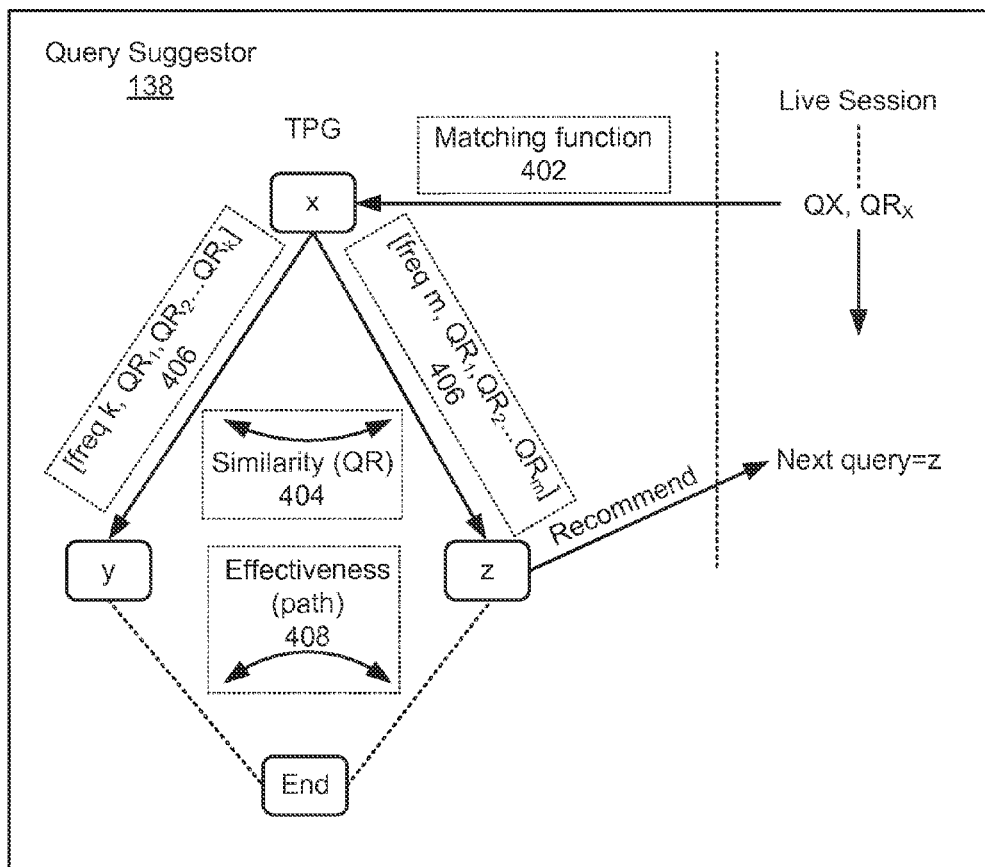 Query Suggestor
138
TPG
Matching function
402
Live Session
x
QX, QRₓ
[freq k, QR₁, QR₂...QRₖ]
406
[freq m, QR₁, QR₂...QRₘ]
406
Similarity (QR)
404
Recommend
Next query=z
y
Effectiveness
(path)
408
z
End